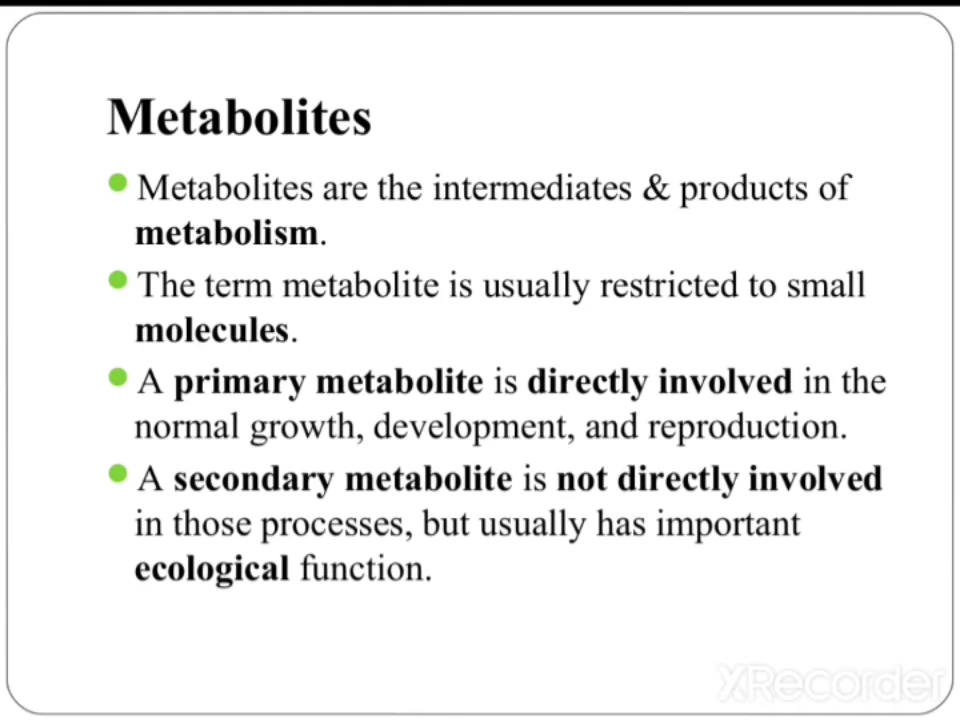 Metabolites
Metabolites are the intermediates & products of
metabolism.
The term metabolite is usually restricted to small
molecules.
A primary metabolite is directly involved in the
normal growth, development, and reproduction.
A secondary metabolite is not directly involved
in those processes, but usually has important
ecological function.
XRecorder